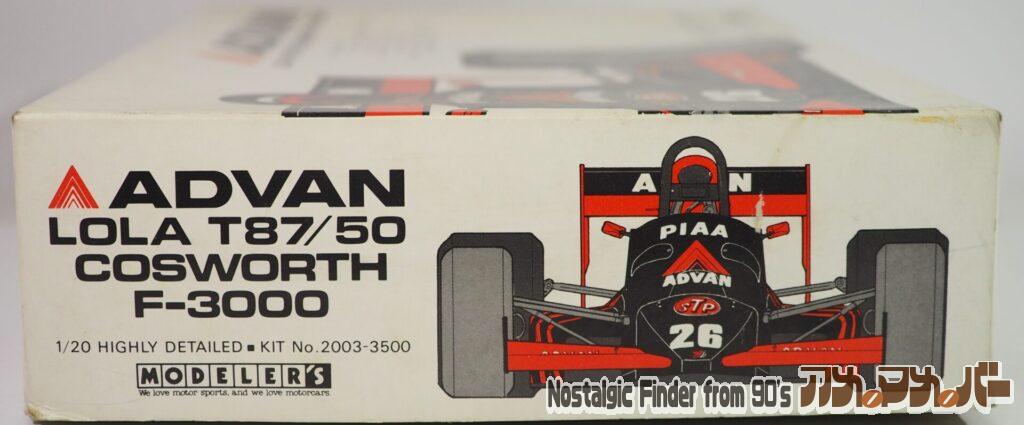 ADVAN
LOLA T87/50
COSWORTH
F-3000
1/20 HIGHLY DETAILED ■ KIT No.2003-3500
MODELER'S
We love motor sports, and we love motorcars.
PIAA
ADVAN
STP
26
ADVAN
ADVAN
Nostalgic Finder from 90's